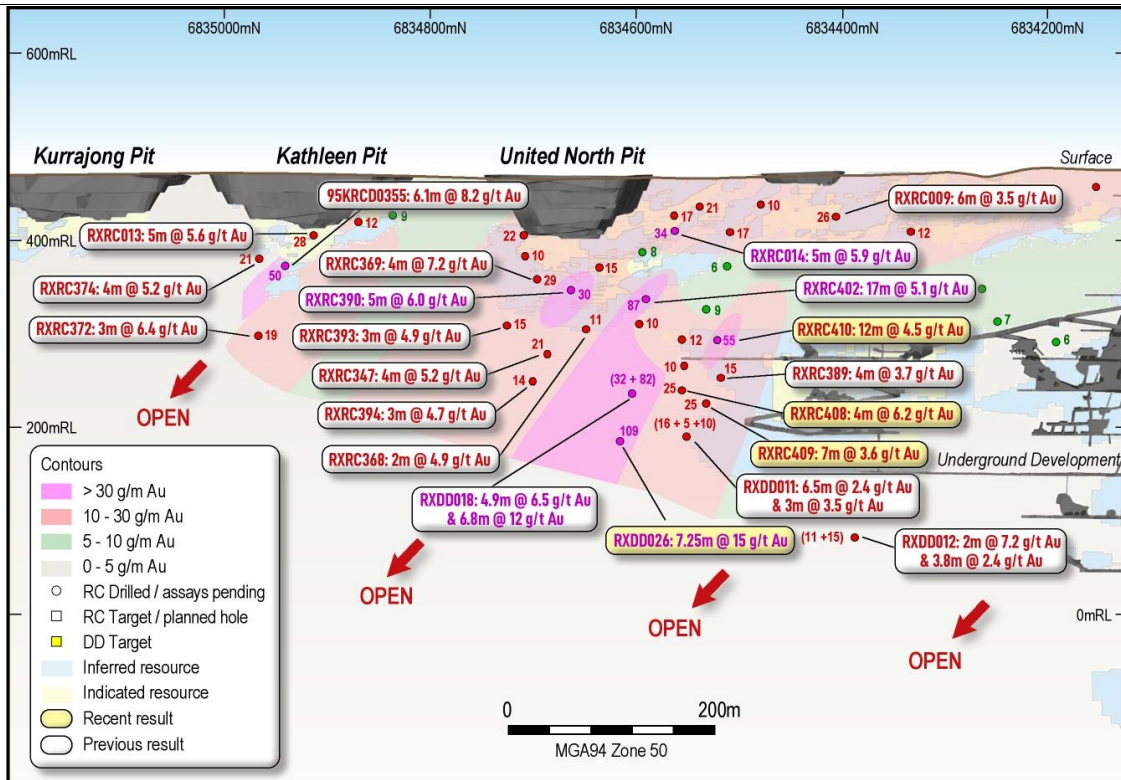 6835000mN
6834800mN
6834600mN
6834400mN
6834200mN
600mRL
Kurrajong Pit
Kathleen Pit
United North Pit
Surface
95KRCD0355: 6.1m @ 8.2 g/t Au
RXRC009: 6m @ 3.5 g/t Au
RXRC013: 5m @ 5.6 g/t Au
400mRL
RXRC014: 5m @ 5.9 g/t Au
RXRC369: 4m @ 7.2 g/t Au
RXRC374: 4m @ 5.2 g/t Au
RXRC390: 5m @ 6.0 g/t Au
RXRC402: 17m @ 5.1 g/t Au
RXRC372: 3m @ 6.4 g/t Au
RXRC393: 3m @ 4.9 g/t Au
RXRC410: 12m @ 4.5 g/t Au
RXRC347: 4m @ 5.2 g/t Au
RXRC389: 4m @ 3.7 g/t Au
RXRC394: 3m @ 4.7 g/t Au
RXRC408: 4m @ 6.2 g/t Au
200mRL
RXRC368: 2m @ 4.9 g/t Au
RXRC409: 7m @ 3.6 g/t Au
Underground Development
RXDD018: 4.9m @ 6.5 g/t Au
& 6.8m @ 12 g/t Au
RXDD011: 6.5m @ 2.4 g/t Au
& 3m @ 3.5 g/t Au
RXDD026: 7.25m @ 15 g/t Au
RXDD012: 2m @ 7.2 g/t Au
& 3.8m @ 2.4 g/t Au
0mRL
28
12
9
21
50
19
22
10
29
15
30
15
11
21
14
17
21
10
34
17
8
6
87
9
10
12
55
10
15
25
25
(32 + 82)
(16 + 5 +10)
109
(11 +15)
26
12
7
6
OPEN
OPEN
OPEN
OPEN
Contours
> 30 g/m Au
10 - 30 g/m Au
5 - 10 g/m Au
0 - 5 g/m Au
RC Drilled / assays pending
RC Target / planned hole
DD Target
Inferred resource
Indicated resource
Recent result
Previous result
0
200m
MGA94 Zone 50